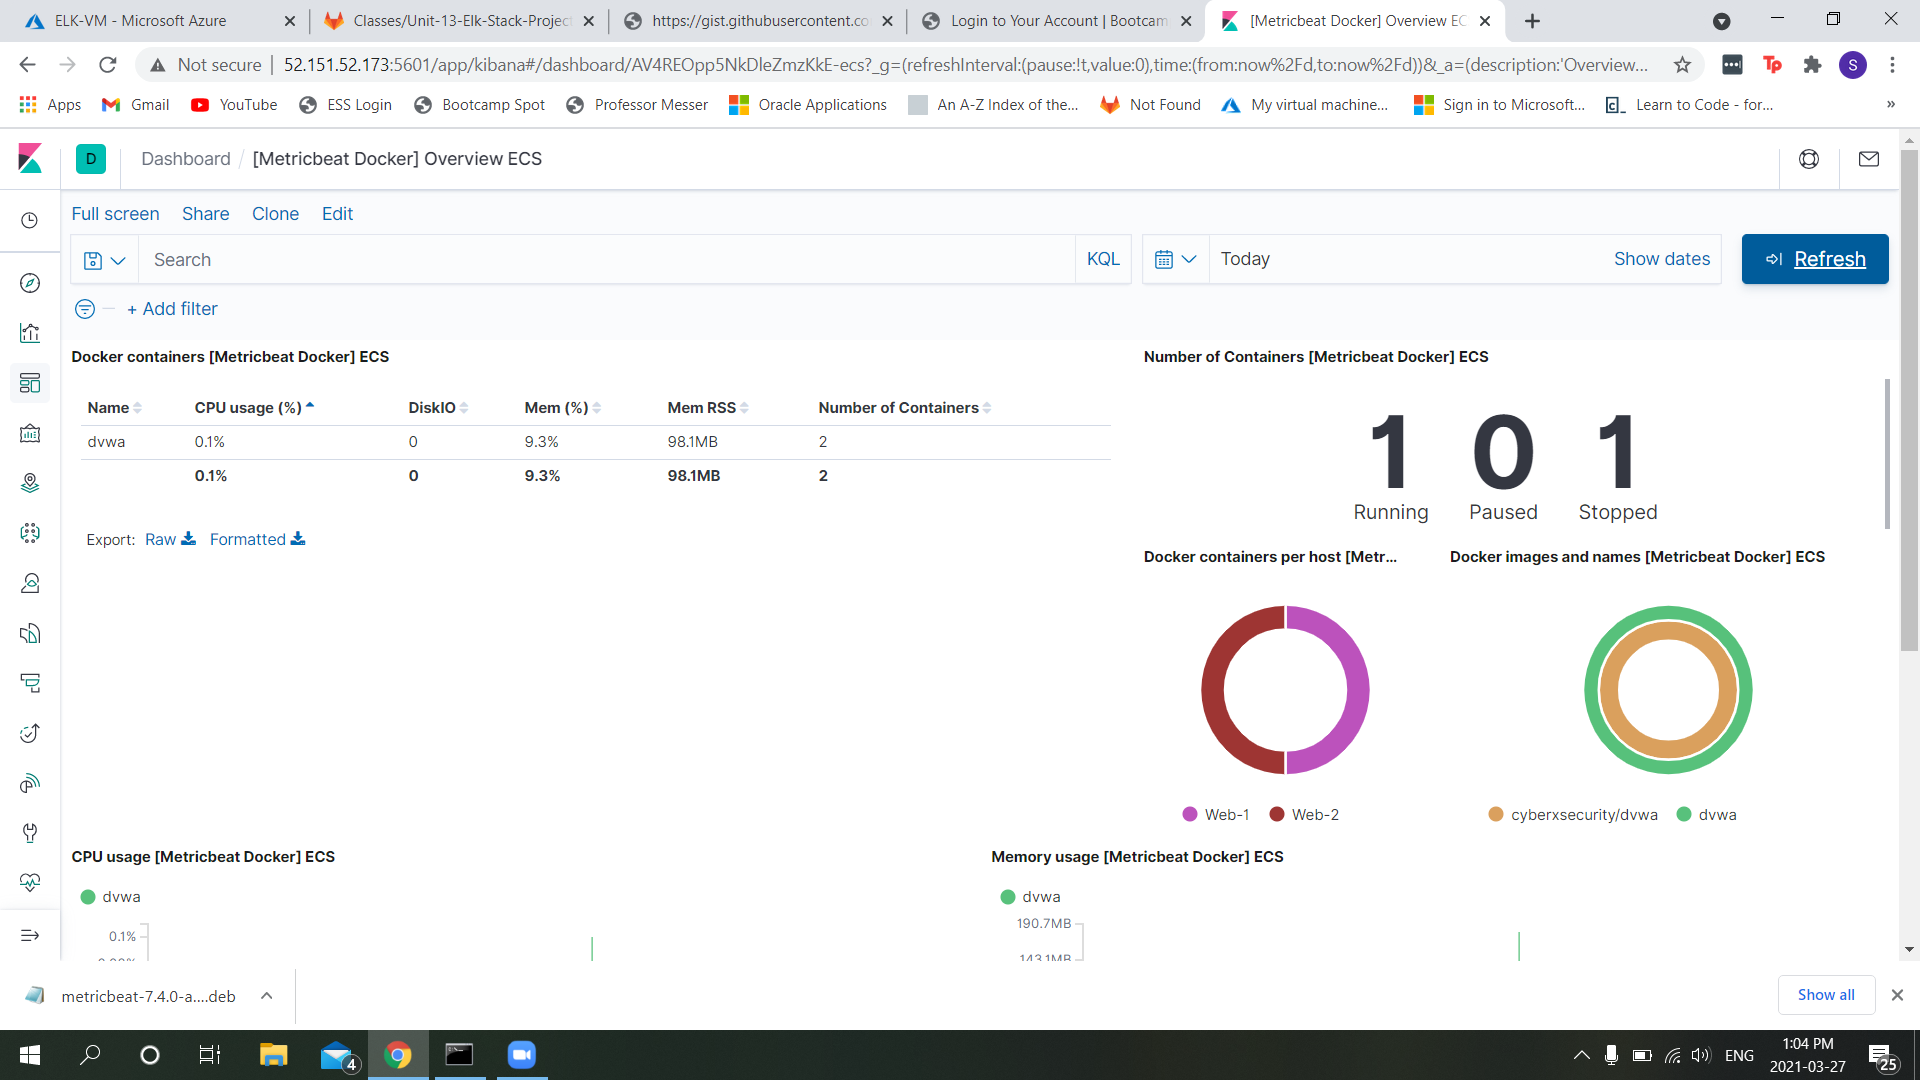 ELK-VM - Microsoft Azure
Classes/Unit-13-Elk-Stack-Project
https://gist.githubusercontent.co
Login to Your Account | Bootcam
[Metricbeat Docker] Overview EC
Not secure
52.151.52.173:5601/app/kibana#/dashboard/AV4REOpp5NkDleZmzKkE-ecs?_g=(refreshInterval:(pause:!t,value:0),time:(from:now%2Fd,to:now%2Fd))&_a=(description:'Overview...
Tp
S
Apps
Gmail
YouTube
ESS Login
Bootcamp Spot
Professor Messer
Oracle Applications
An A-Z Index of the...
Not Found
My virtual machine...
Sign in to Microsoft...
Learn to Code - for...
»
D
Dashboard / [Metricbeat Docker] Overview ECS
Full screen Share Clone Edit
Search
KQL
Today
Show dates
Refresh
+ Add filter
Docker containers [Metricbeat Docker] ECS
Name CPU usage (%) DiskIO Mem (%) Mem RSS Number of Containers
dvwa 0.1% 0 9.3% 98.1MB 2
0.1% 0 9.3% 98.1MB 2
Export: Raw Formatted
Number of Containers [Metricbeat Docker] ECS
1 0 1
Running Paused Stopped
Docker containers per host [Metr...
Web-1 Web-2
Docker images and names [Metricbeat Docker] ECS
cyberxsecurity/dvwa dvwa
CPU usage [Metricbeat Docker] ECS
dvwa
0.1%
Memory usage [Metricbeat Docker] ECS
dvwa
190.7MB
143.1MB
metricbeat-7.4.0-a....deb
Show all
4
ENG
1:04 PM
2021-03-27
25